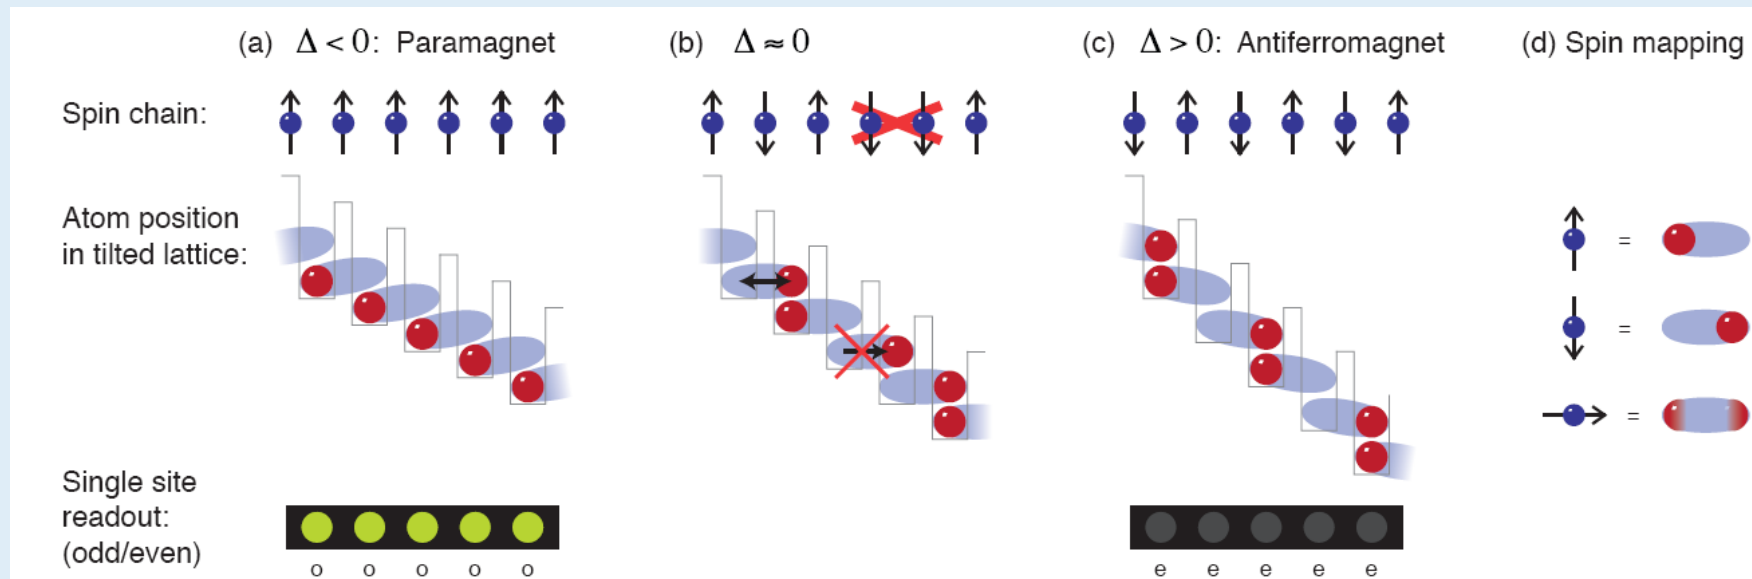 (a) Δ < 0: Paramagnet
(b) Δ ≈ 0
(c) Δ > 0: Antiferromagnet
(d) Spin mapping
Spin chain:
Atom position
in tilted lattice:
=
=
=
Single site
readout:
(odd/even)
o o o o o
e e e e e